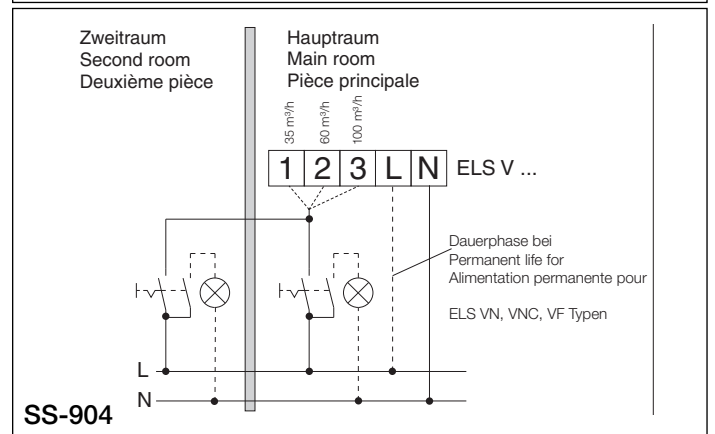 Zweitraum
Second room
Deuxième pièce
Hauptraum
Main room
Pièce principale
35 m³/h
60 m³/h
100 m³/h
1 2 3 L N ELS V ...
Dauerphase bei
Permanent life for
Alimentation permanente pour
ELS VN, VNC, VF Typen
L
N
SS-904